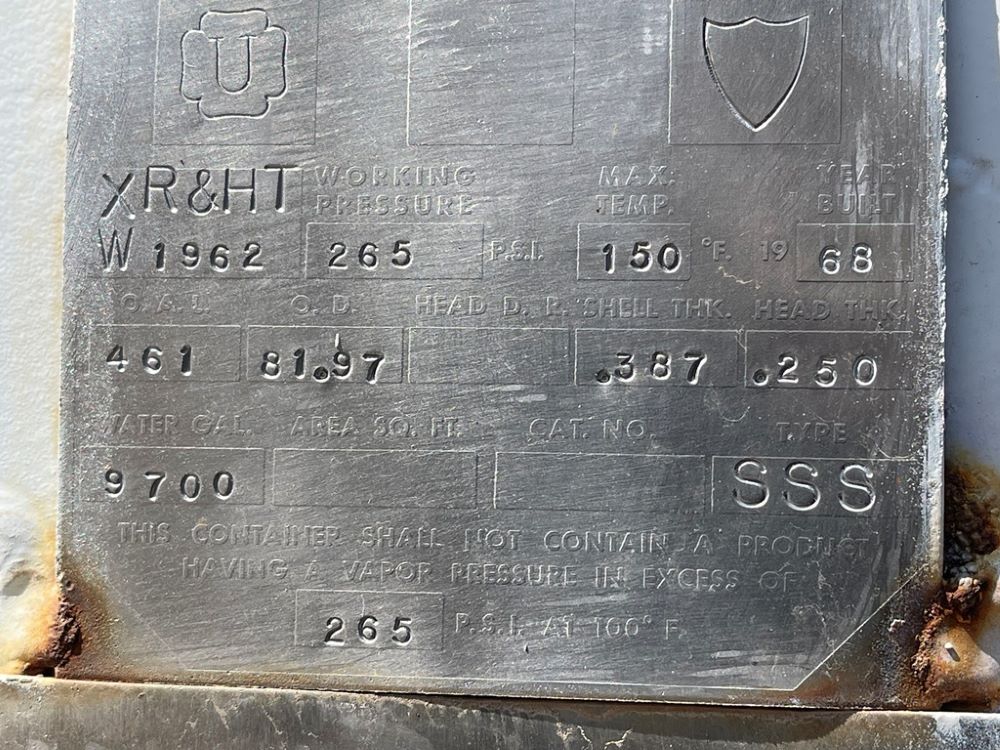 U
XR&HT WORKING PRESSURE MAX. TEMP. YEAR BUILT
W 1962 265 P.S.I. 150 °F. 19 68
O. A. L. O. D. HEAD D. R. SHELL THK. HEAD THK.
461 81.97 .387 .250
WATER GAL. AREA SQ. FT. CAT. NO. TYPE
9700 SSS
THIS CONTAINER SHALL NOT CONTAIN A PRODUCT
HAVING A VAPOR PRESSURE IN EXCESS OF
265 P.S.I. AT 100° F.